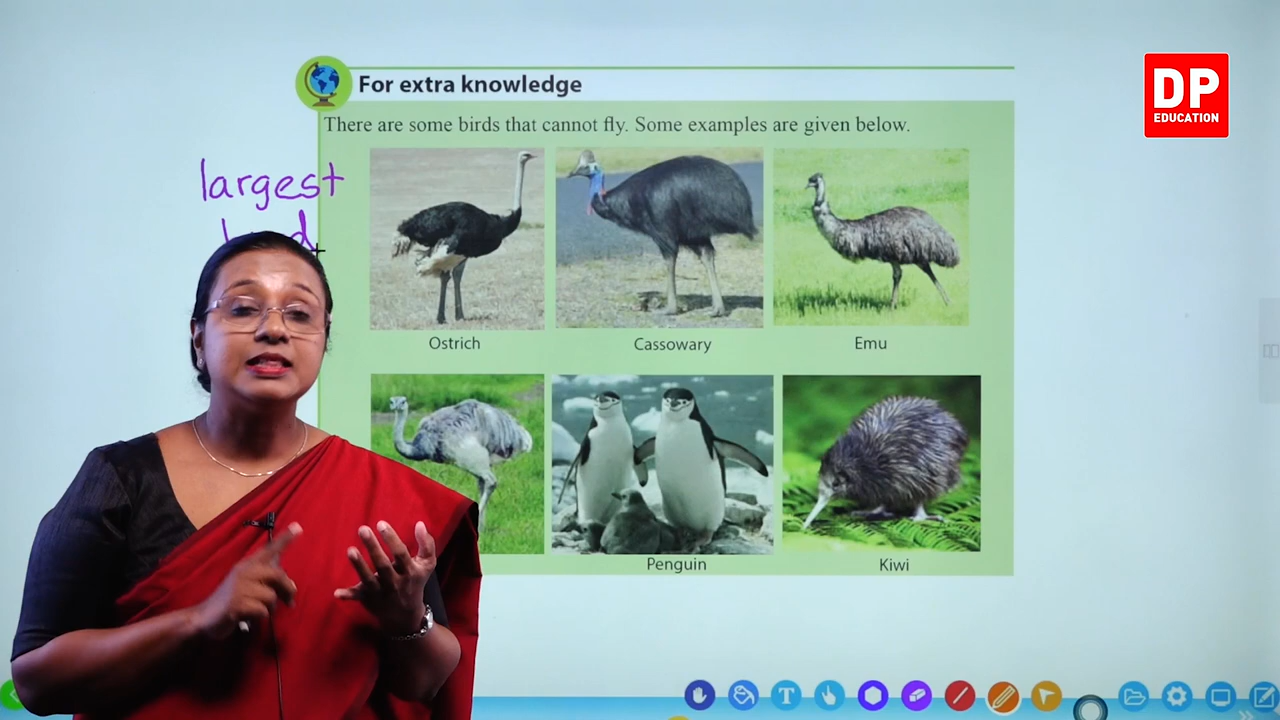 For extra knowledge
There are some birds that cannot fly. Some examples are given below.
largest
Ostrich
Cassowary
Emu
Penguin
Kiwi
DP
EDUCATION